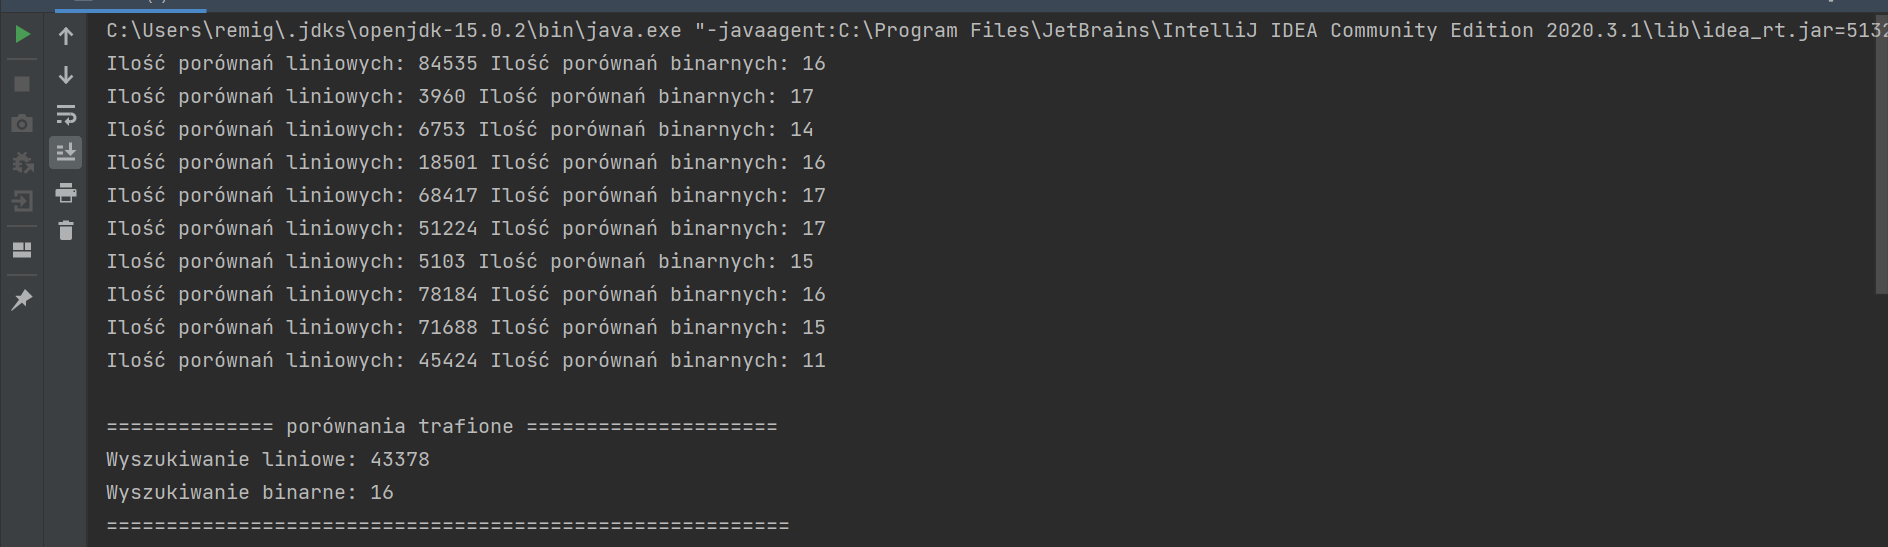 C:\Users\remig\.jdks\openjdk-15.0.2\bin\java.exe "-javaagent:C:\Program Files\JetBrains\IntelliJ IDEA Community Edition 2020.3.1\lib\idea_rt.jar=5132
Ilość porównań liniowych: 84535 Ilość porównań binarnych: 16
Ilość porównań liniowych: 3960 Ilość porównań binarnych: 17
Ilość porównań liniowych: 6753 Ilość porównań binarnych: 14
Ilość porównań liniowych: 18501 Ilość porównań binarnych: 16
Ilość porównań liniowych: 68417 Ilość porównań binarnych: 17
Ilość porównań liniowych: 51224 Ilość porównań binarnych: 17
Ilość porównań liniowych: 5103 Ilość porównań binarnych: 15
Ilość porównań liniowych: 78184 Ilość porównań binarnych: 16
Ilość porównań liniowych: 71688 Ilość porównań binarnych: 15
Ilość porównań liniowych: 45424 Ilość porównań binarnych: 11
============== porównania trafione =====================
Wyszukiwanie liniowe: 43378
Wyszukiwanie binarne: 16
=========================================================